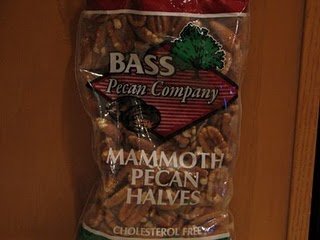 BASS
Pecan Company
MAMMOTH
PECAN
HALVES
CHOLESTEROL FREE